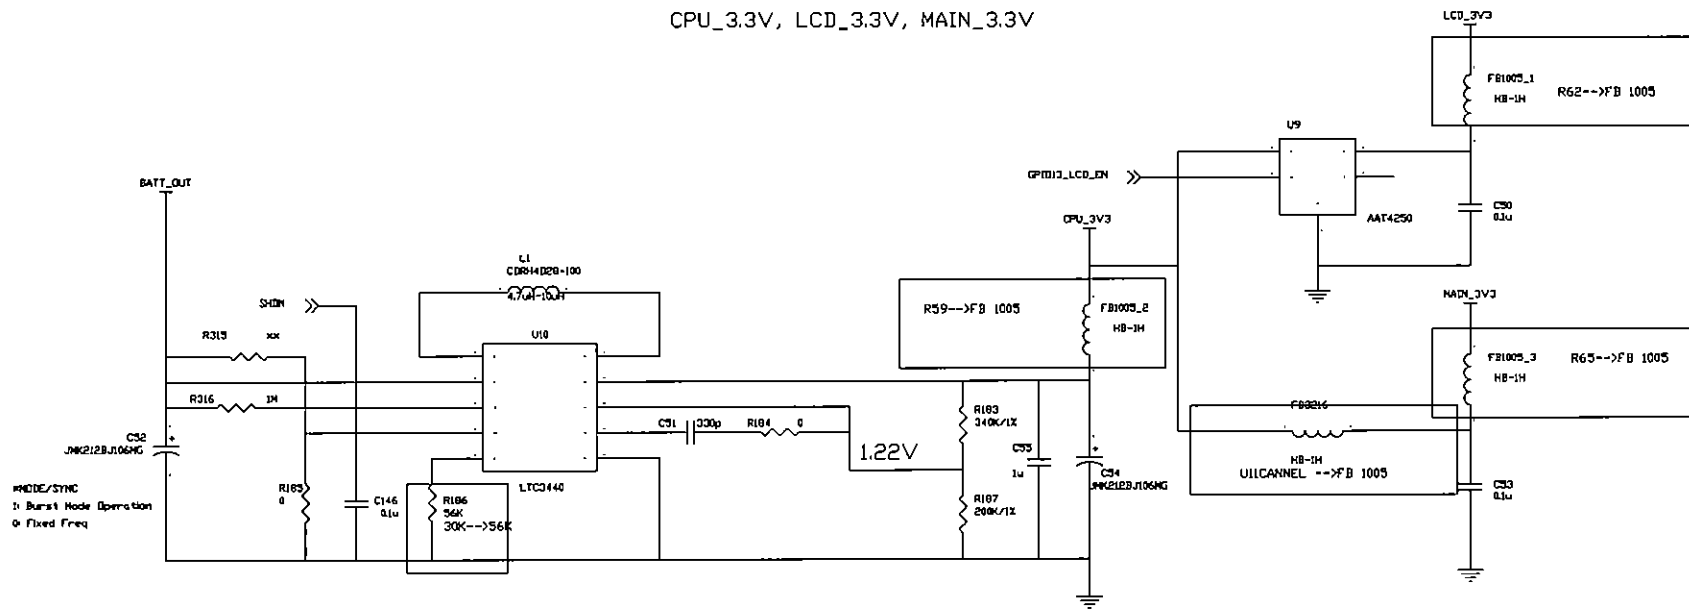 CPU_3.3V, LCD_3.3V, MAIN_3.3V
LCD_3V3
FB1005_1
HB-1H
R62-->FB 1005
U9
GPIO13_LCD_EN
AAT4250
C50
0.1u
BATT_OUT
CPU_3V3
L1
CDRH4D28-100
4.7uH-10uH
SHDN
R59-->FB 1005
FB1005_2
HB-1H
MAIN_3V3
R315
xx
U10
FB1005_3
HB-1H
R65-->FB 1005
R316
1M
FB3216
C52
JMK212BJ106MG
C51
330p
R184
0
R183
340K/1%
1.22V
C55
1u
C54
JMK212BJ106MG
HB-1H
U11CANNEL -->FB 1005
*MODE/SYNC
1: Burst Mode Operation
0: Fixed Freq
R185
0
C146
0.1u
R186
56K
30K-->56K
LTC3440
R187
200K/1%
C53
0.1u